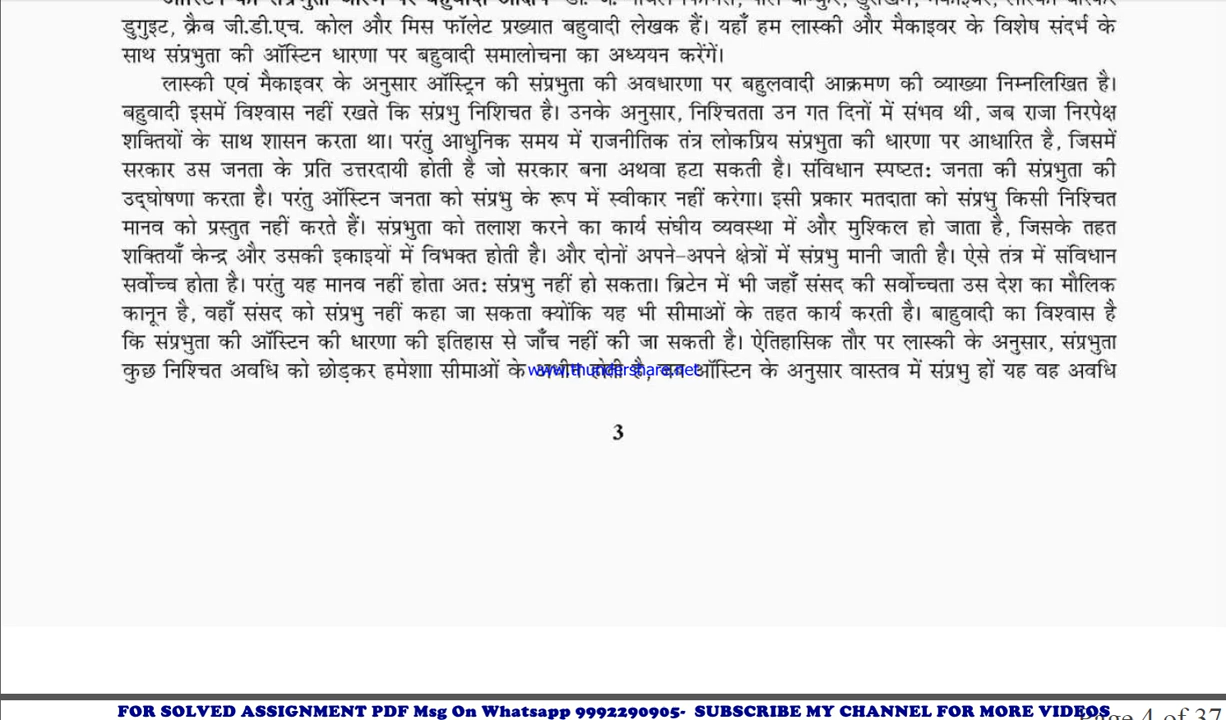 डुगुइट, क्रैब जी.डी.एच. कोल और मिस फॉलेट प्रख्यात बहुवादी लेखक हैं। यहाँ हम लास्की और मैकाइवर के विशेष संदर्भ के
साथ संप्रभुता की ऑस्टिन धारणा पर बहुवादी समालोचना का अध्ययन करेंगें।
लास्की एवं मैकाइवर के अनुसार ऑस्ट्रिन की संप्रभुता की अवधारणा पर बहुलवादी आक्रमण की व्याख्या निम्नलिखित है।
बहुवादी इसमें विश्वास नहीं रखते कि संप्रभु निशिचत है। उनके अनुसार, निश्चितता उन गत दिनों में संभव थी, जब राजा निरपेक्ष
शक्तियों के साथ शासन करता था। परंतु आधुनिक समय में राजनीतिक तंत्र लोकप्रिय संप्रभुता की धारणा पर आधारित है, जिसमें
सरकार उस जनता के प्रति उत्तरदायी होती है जो सरकार बना अथवा हटा सकती है। संविधान स्पष्टतः जनता की संप्रभुता की
उद्घोषणा करता है। परंतु ऑस्टिन जनता को संप्रभु के रूप में स्वीकार नहीं करेगा। इसी प्रकार मतदाता को संप्रभु किसी निश्चित
मानव को प्रस्तुत नहीं करते हैं। संप्रभुता को तलाश करने का कार्य संघीय व्यवस्था में और मुश्किल हो जाता है, जिसके तहत
शक्तियाँ केन्द्र और उसकी इकाइयों में विभक्त होती है। और दोनों अपने-अपने क्षेत्रों में संप्रभु मानी जाती है। ऐसे तंत्र में संविधान
सर्वोच्च होता है। परंतु यह मानव नहीं होता अतः संप्रभु नहीं हो सकता। ब्रिटेन में भी जहाँ संसद की सर्वोच्चता उस देश का मौलिक
कानून है, वहाँ संसद को संप्रभु नहीं कहा जा सकता क्योंकि यह भी सीमाओं के तहत कार्य करती है। बाहुवादी का विश्वास है
कि संप्रभुता की ऑस्टिन की धारणा की इतिहास से जाँच नहीं की जा सकती है। ऐतिहासिक तौर पर लास्की के अनुसार, संप्रभुता
कुछ निश्चित अवधि को छोड़कर हमेशाा सीमाओं के www.thundershare.net ऑस्टिन के अनुसार वास्तव में संप्रभु हों यह वह अवधि
3
FOR SOLVED ASSIGNMENT PDF Msg On Whatsapp 9992290905- SUBSCRIBE MY CHANNEL FOR MORE VIDEOS
Page 4 of 37